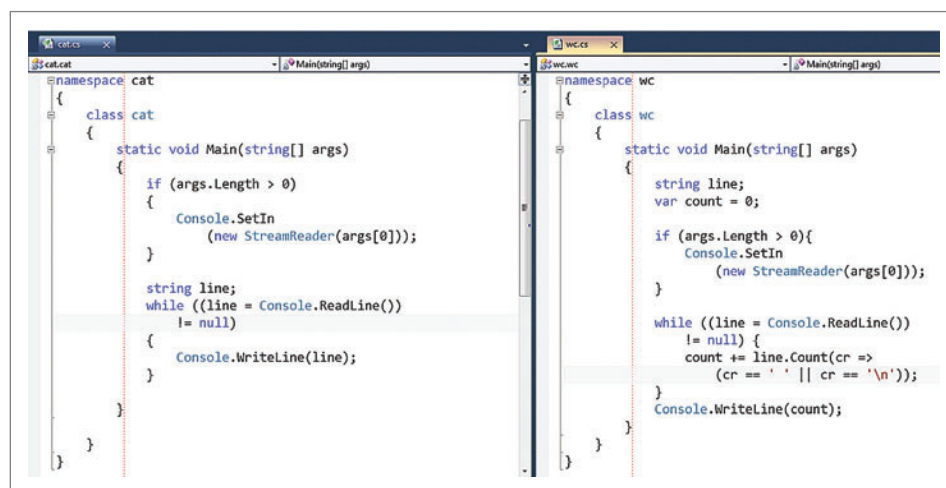 cat.cs
cat.cat
Main(string[] args)
namespace cat
{
class cat
{
static void Main(string[] args)
{
if (args.Length > 0)
{
Console.SetIn
(new StreamReader(args[0]));
}
string line;
while ((line = Console.ReadLine())
!= null)
{
Console.WriteLine(line);
}
}
}
}
wc.cs
wc.wc
Main(string[] args)
namespace wc
{
class wc
{
static void Main(string[] args)
{
string line;
var count = 0;
if (args.Length > 0){
Console.SetIn
(new StreamReader(args[0]));
}
while ((line = Console.ReadLine())
!= null) {
count += line.Count(cr =>
(cr == ' ' || cr == '\n'));
}
Console.WriteLine(count);
}
}
}